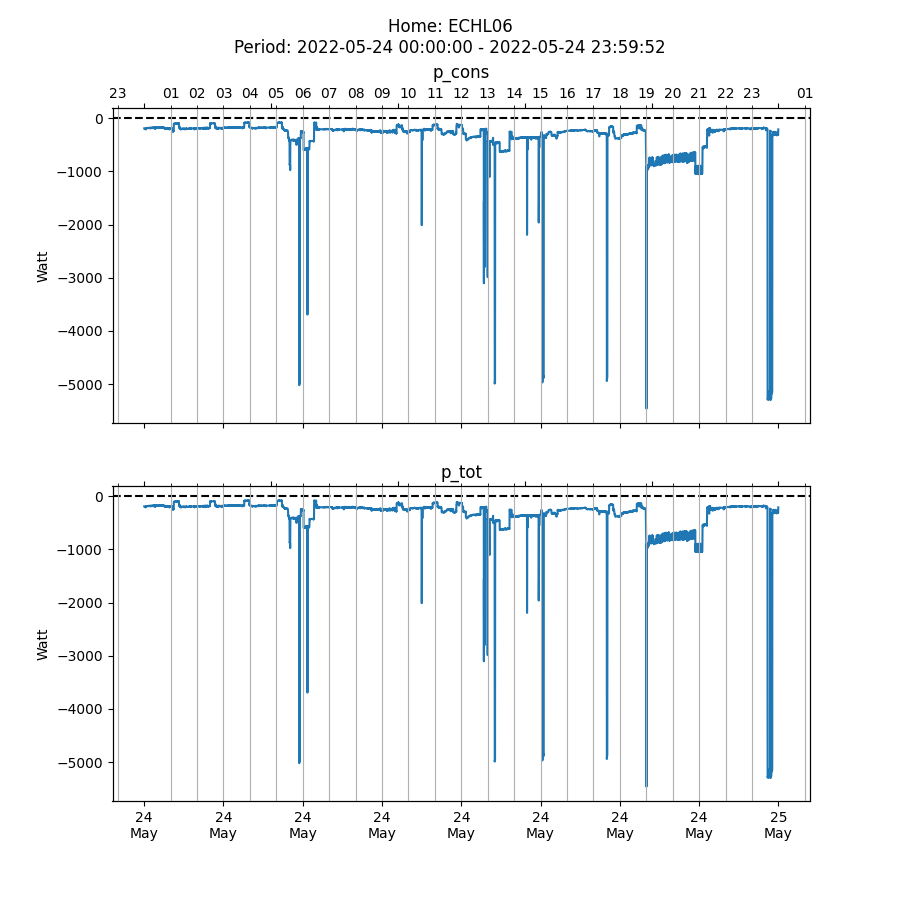 Home: ECHL06
Period: 2022-05-24 00:00:00 - 2022-05-24 23:59:52
p_cons
23 01 02 03 04 05 06 07 08 09 10 11 12 13 14 15 16 17 18 19 20 21 22 23 01
0
−1000
−2000
Watt
−3000
−4000
−5000
p_tot
0
−1000
−2000
Watt
−3000
−4000
−5000
24 24 24 24 24 24 24 24 25
May May May May May May May May May